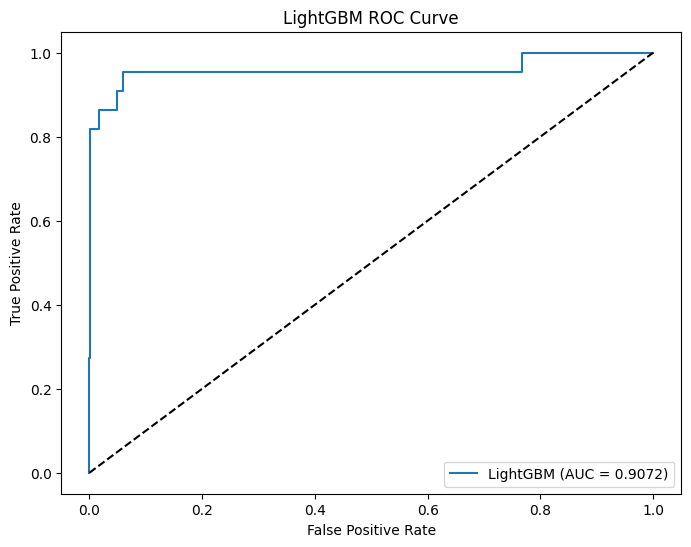 LightGBM ROC Curve
1.0
0.8
0.6
0.4
0.2
0.0
True Positive Rate
LightGBM (AUC = 0.9072)
0.0 0.2 0.4 0.6 0.8 1.0
False Positive Rate